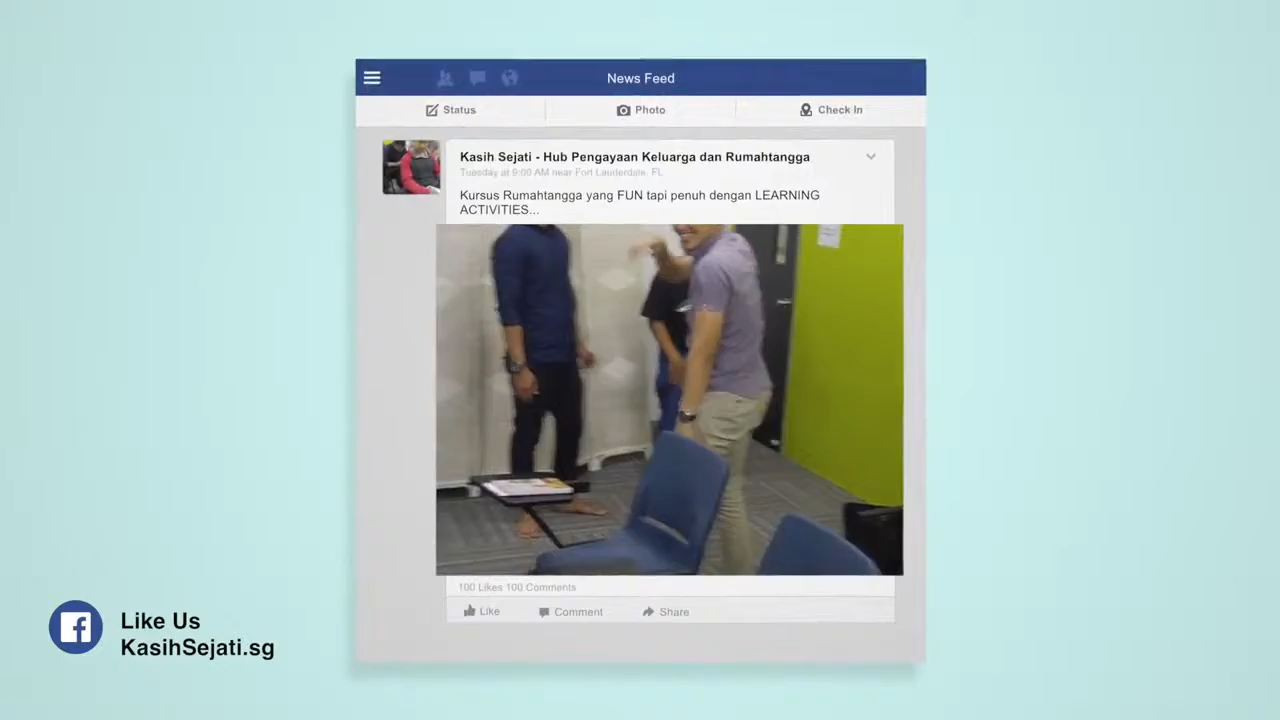 News Feed
Status
Photo
Check In
Kasih Sejati - Hub Pengayaan Keluarga dan Rumahtangga
Tuesday at 9:00 AM near Fort Lauderdale, FL
Kursus Rumahtangga yang FUN tapi penuh dengan LEARNING
ACTIVITIES...
100 Likes 100 Comments
Like
Comment
Share
Like Us
KasihSejati.sg